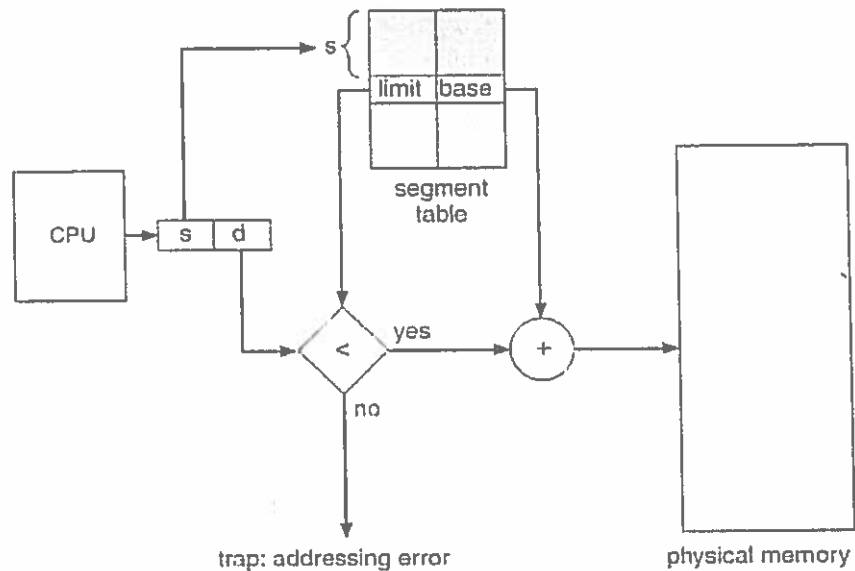 s
limit base
segment
table
CPU
s d
<
yes
+
no
trap: addressing error
physical memory